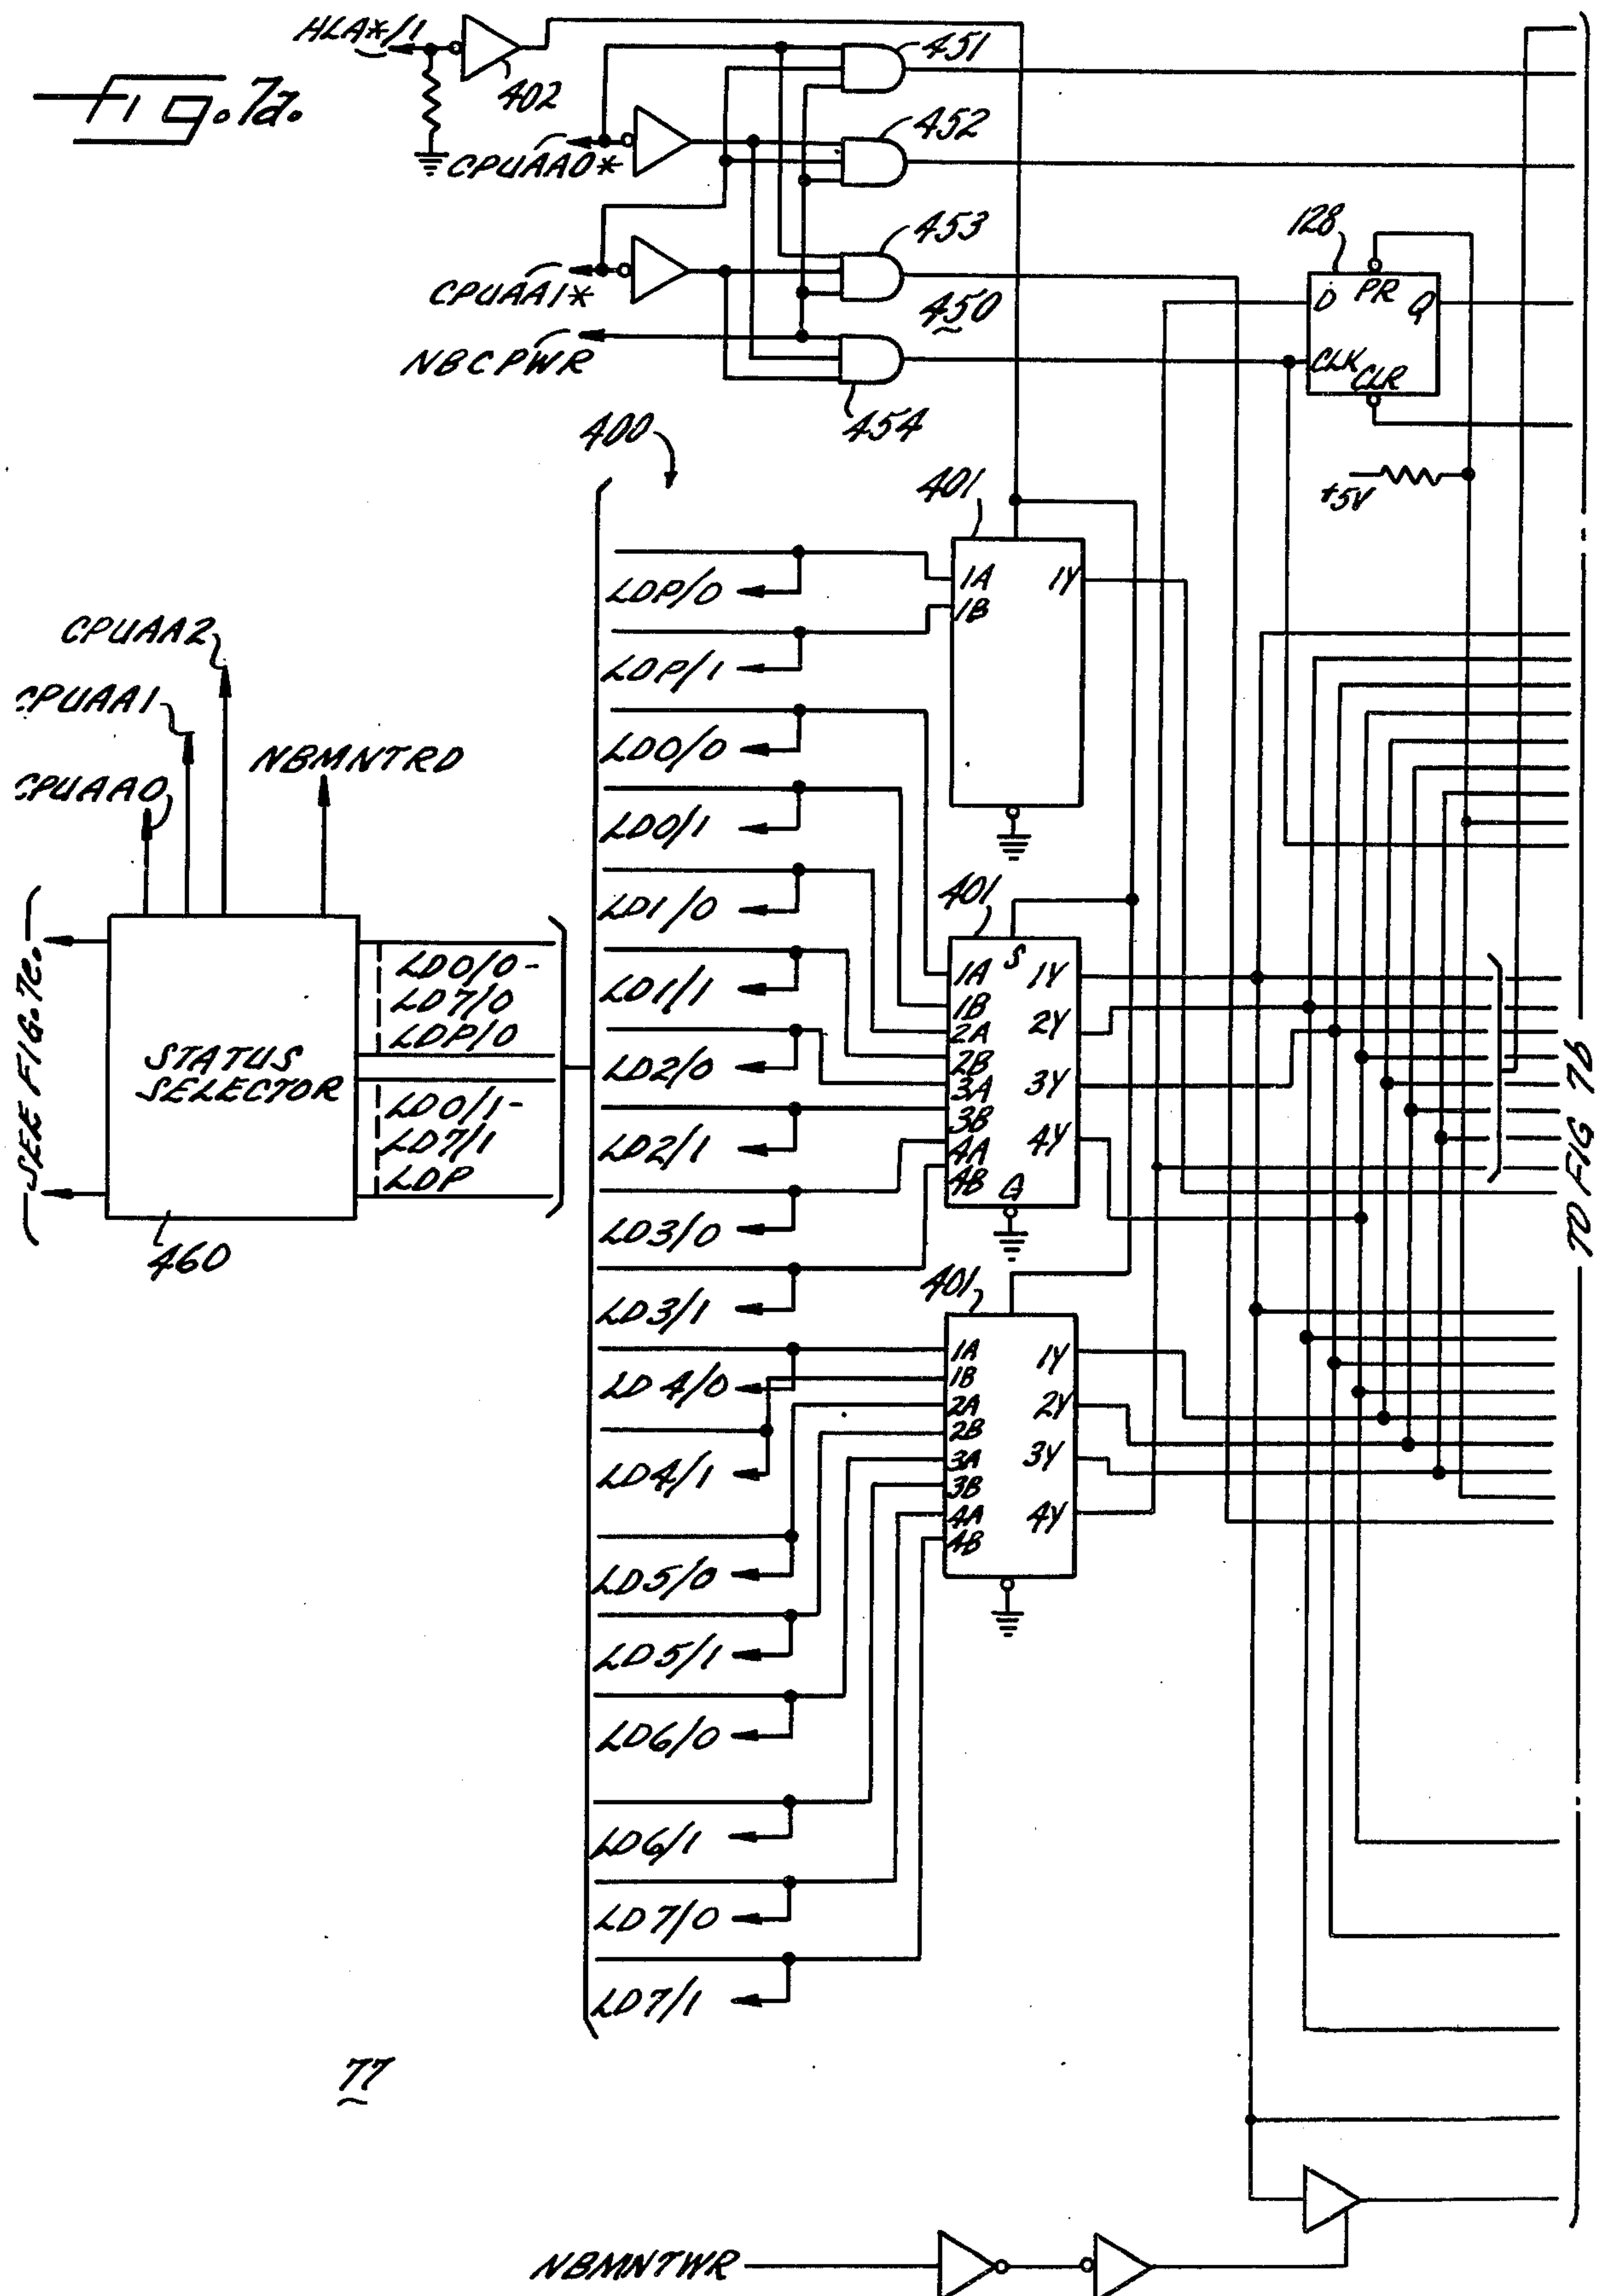 Fig. 7a.
HLA*/1
402
451
CPUAA0*
452
CPUAA1*
453
450
NBCPWR
454
128
D PR Q
CLK CLR
+5V
400
401
LDP/0
1A 1Y
1B
LDP/1
LD0/0
LD0/1
LD1/0
LD1/1
LD2/0
LD2/1
LD3/0
LD3/1
401
S
1A 1Y
1B
2A 2Y
2B
3A 3Y
3B
4A 4Y
4B
G
401
LD4/0
LD4/1
LD5/0
LD5/1
LD6/0
LD6/1
LD7/0
LD7/1
1A 1Y
1B
2A 2Y
2B
3A 3Y
3B
4A 4Y
4B
CPUAA2
CPUAA1
CPUAA0
NBMNTRD
SEE FIG. 7e.
STATUS
SELECTOR
LD0/0-
LD7/0
LDP/0
LD0/1-
LD7/1
LDP
460
TO FIG 7b
77
NBMNTWR